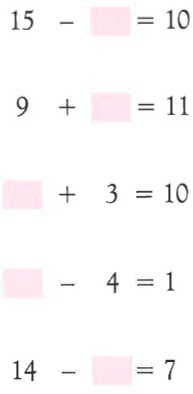 15 − = 10
9 + = 11
+ 3 = 10
− 4 = 1
14 − = 7